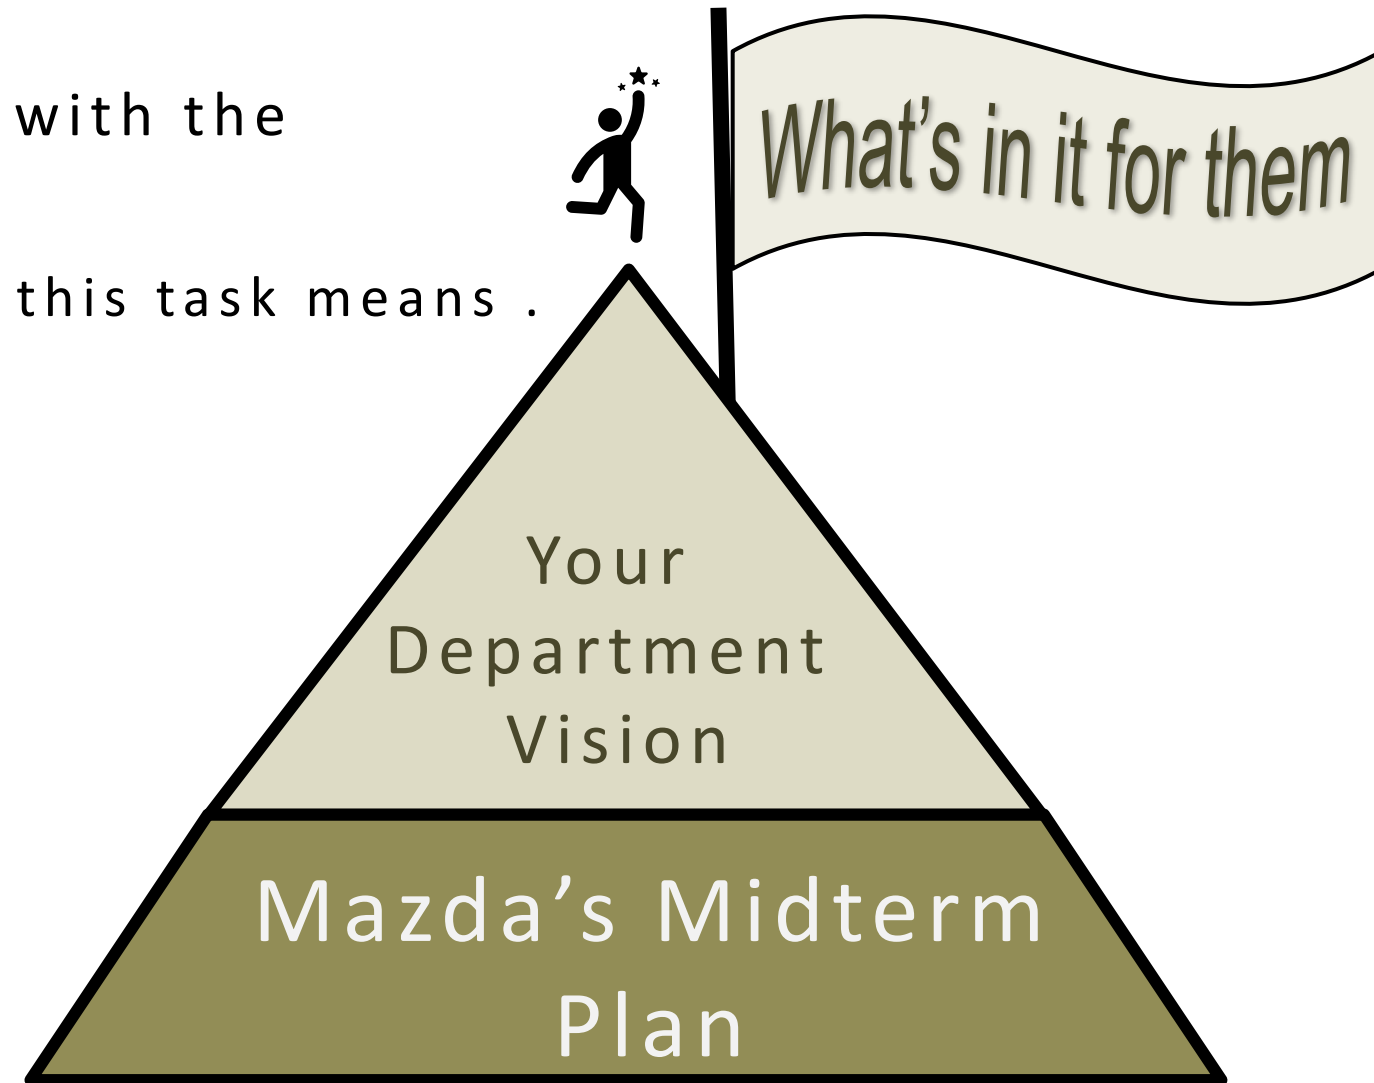 with the
What's in it for them
this task means .
Your
Department
Vision
Mazda's Midterm
Plan